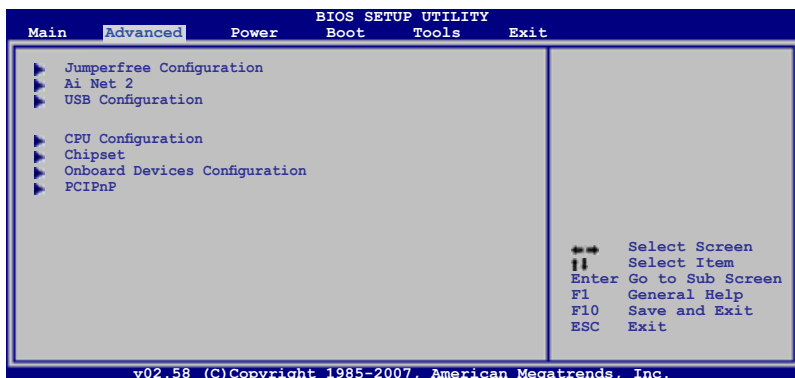 BIOS SETUP UTILITY
Main Advanced Power Boot Tools Exit
Jumperfree Configuration
Ai Net 2
USB Configuration
CPU Configuration
Chipset
Onboard Devices Configuration
PCIPnP
Select Screen
Select Item
Enter Go to Sub Screen
F1 General Help
F10 Save and Exit
ESC Exit
v02.58 (C)Copyright 1985-2007, American Megatrends, Inc.